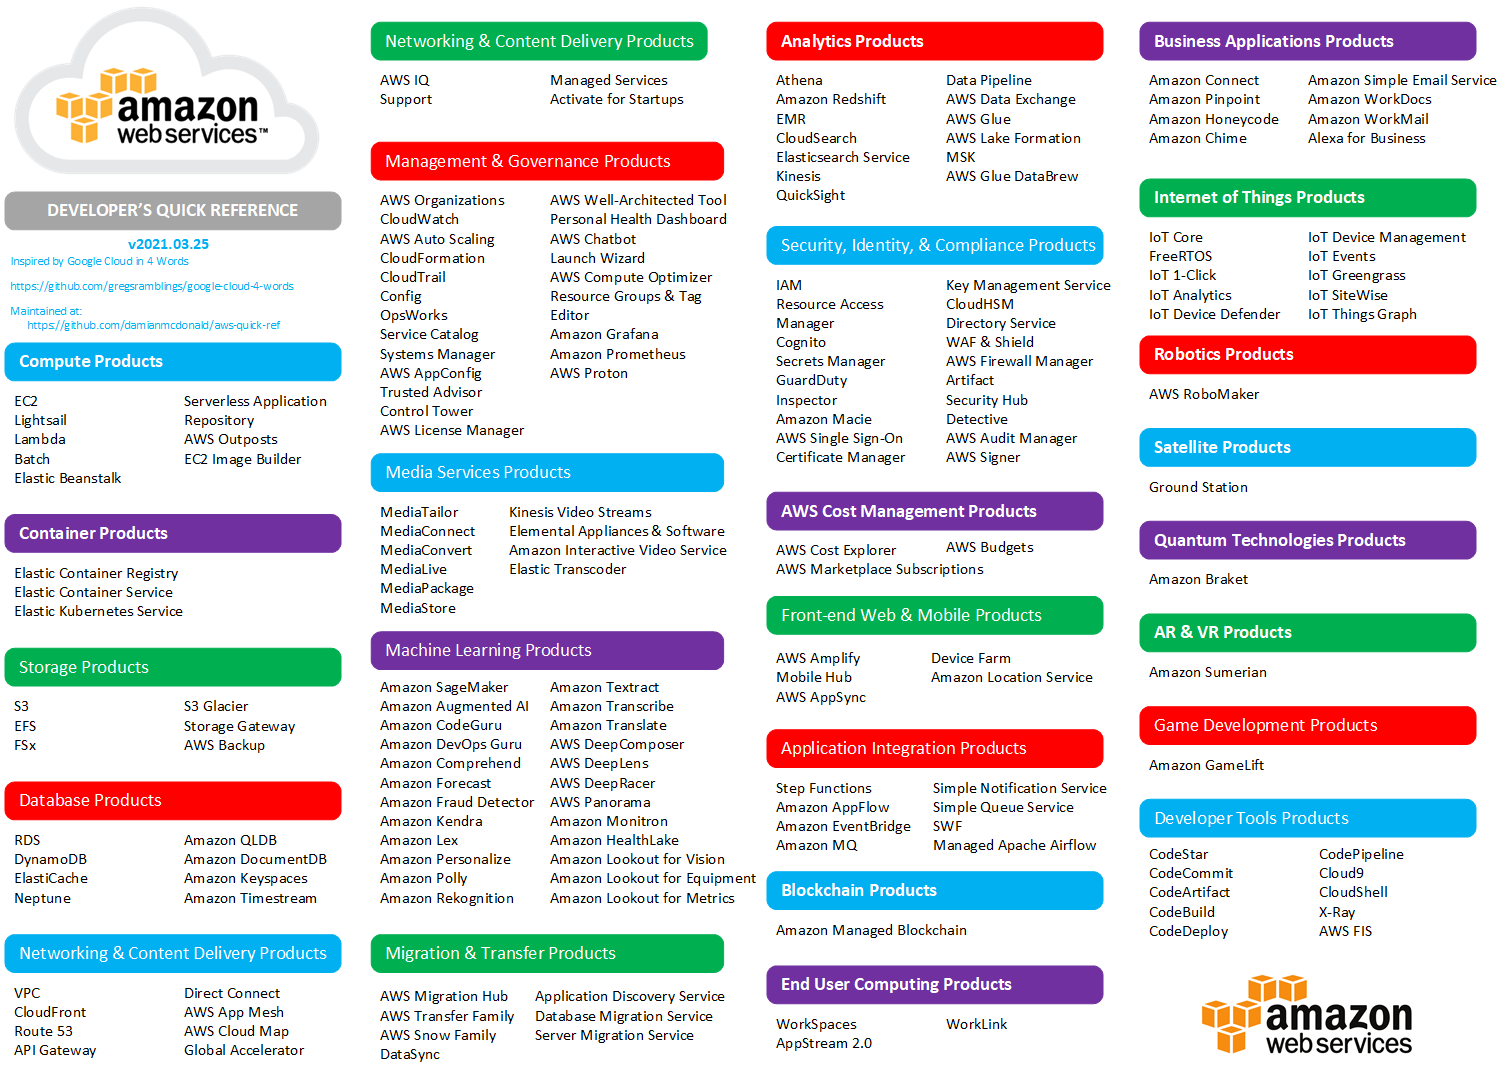 amazon
web services™
DEVELOPER'S QUICK REFERENCE
v2021.03.25
Inspired by Google Cloud in 4 Words
https://github.com/gregsramblings/google-cloud-4-words
Maintained at:
https://github.com/damianmcdonald/aws-quick-ref
Compute Products
EC2
Lightsail
Lambda
Batch
Elastic Beanstalk
Serverless Application
Repository
AWS Outposts
EC2 Image Builder
Container Products
Elastic Container Registry
Elastic Container Service
Elastic Kubernetes Service
Storage Products
S3
EFS
FSx
S3 Glacier
Storage Gateway
AWS Backup
Database Products
RDS
DynamoDB
ElastiCache
Neptune
Amazon QLDB
Amazon DocumentDB
Amazon Keyspaces
Amazon Timestream
Networking & Content Delivery Products
VPC
CloudFront
Route 53
API Gateway
Direct Connect
AWS App Mesh
AWS Cloud Map
Global Accelerator
Networking & Content Delivery Products
AWS IQ
Support
Managed Services
Activate for Startups
Management & Governance Products
AWS Organizations
CloudWatch
AWS Auto Scaling
CloudFormation
CloudTrail
Config
OpsWorks
Service Catalog
Systems Manager
AWS AppConfig
Trusted Advisor
Control Tower
AWS License Manager
AWS Well-Architected Tool
Personal Health Dashboard
AWS Chatbot
Launch Wizard
AWS Compute Optimizer
Resource Groups & Tag
Editor
Amazon Grafana
Amazon Prometheus
AWS Proton
Media Services Products
MediaTailor
MediaConnect
MediaConvert
MediaLive
MediaPackage
MediaStore
Kinesis Video Streams
Elemental Appliances & Software
Amazon Interactive Video Service
Elastic Transcoder
Machine Learning Products
Amazon SageMaker
Amazon Augmented AI
Amazon CodeGuru
Amazon DevOps Guru
Amazon Comprehend
Amazon Forecast
Amazon Fraud Detector
Amazon Kendra
Amazon Lex
Amazon Personalize
Amazon Polly
Amazon Rekognition
Amazon Textract
Amazon Transcribe
Amazon Translate
AWS DeepComposer
AWS DeepLens
AWS DeepRacer
AWS Panorama
Amazon Monitron
Amazon HealthLake
Amazon Lookout for Vision
Amazon Lookout for Equipment
Amazon Lookout for Metrics
Migration & Transfer Products
AWS Migration Hub
AWS Transfer Family
AWS Snow Family
DataSync
Application Discovery Service
Database Migration Service
Server Migration Service
Analytics Products
Athena
Amazon Redshift
EMR
CloudSearch
Elasticsearch Service
Kinesis
QuickSight
Data Pipeline
AWS Data Exchange
AWS Glue
AWS Lake Formation
MSK
AWS Glue DataBrew
Security, Identity, & Compliance Products
IAM
Resource Access
Manager
Cognito
Secrets Manager
GuardDuty
Inspector
Amazon Macie
AWS Single Sign-On
Certificate Manager
Key Management Service
CloudHSM
Directory Service
WAF & Shield
AWS Firewall Manager
Artifact
Security Hub
Detective
AWS Audit Manager
AWS Signer
AWS Cost Management Products
AWS Cost Explorer
AWS Marketplace Subscriptions
AWS Budgets
Front-end Web & Mobile Products
AWS Amplify
Mobile Hub
AWS AppSync
Device Farm
Amazon Location Service
Application Integration Products
Step Functions
Amazon AppFlow
Amazon EventBridge
Amazon MQ
Simple Notification Service
Simple Queue Service
SWF
Managed Apache Airflow
Blockchain Products
Amazon Managed Blockchain
End User Computing Products
WorkSpaces
AppStream 2.0
WorkLink
Business Applications Products
Amazon Connect
Amazon Pinpoint
Amazon Honeycode
Amazon Chime
Amazon Simple Email Service
Amazon WorkDocs
Amazon WorkMail
Alexa for Business
Internet of Things Products
IoT Core
FreeRTOS
IoT 1-Click
IoT Analytics
IoT Device Defender
IoT Device Management
IoT Events
IoT Greengrass
IoT SiteWise
IoT Things Graph
Robotics Products
AWS RoboMaker
Satellite Products
Ground Station
Quantum Technologies Products
Amazon Braket
AR & VR Products
Amazon Sumerian
Game Development Products
Amazon GameLift
Developer Tools Products
CodeStar
CodeCommit
CodeArtifact
CodeBuild
CodeDeploy
CodePipeline
Cloud9
CloudShell
X-Ray
AWS FIS
amazon
web services